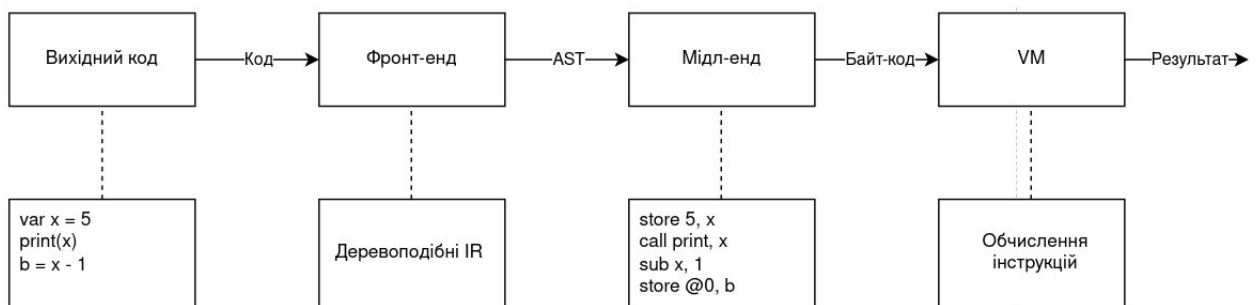 Вихідний код
Код
Фронт-енд
AST
Мідл-енд
Байт-код
VM
Результат
var x = 5
print(x)
b = x - 1
Деревоподібні IR
store 5, x
call print, x
sub x, 1
store @0, b
Обчислення
інструкцій